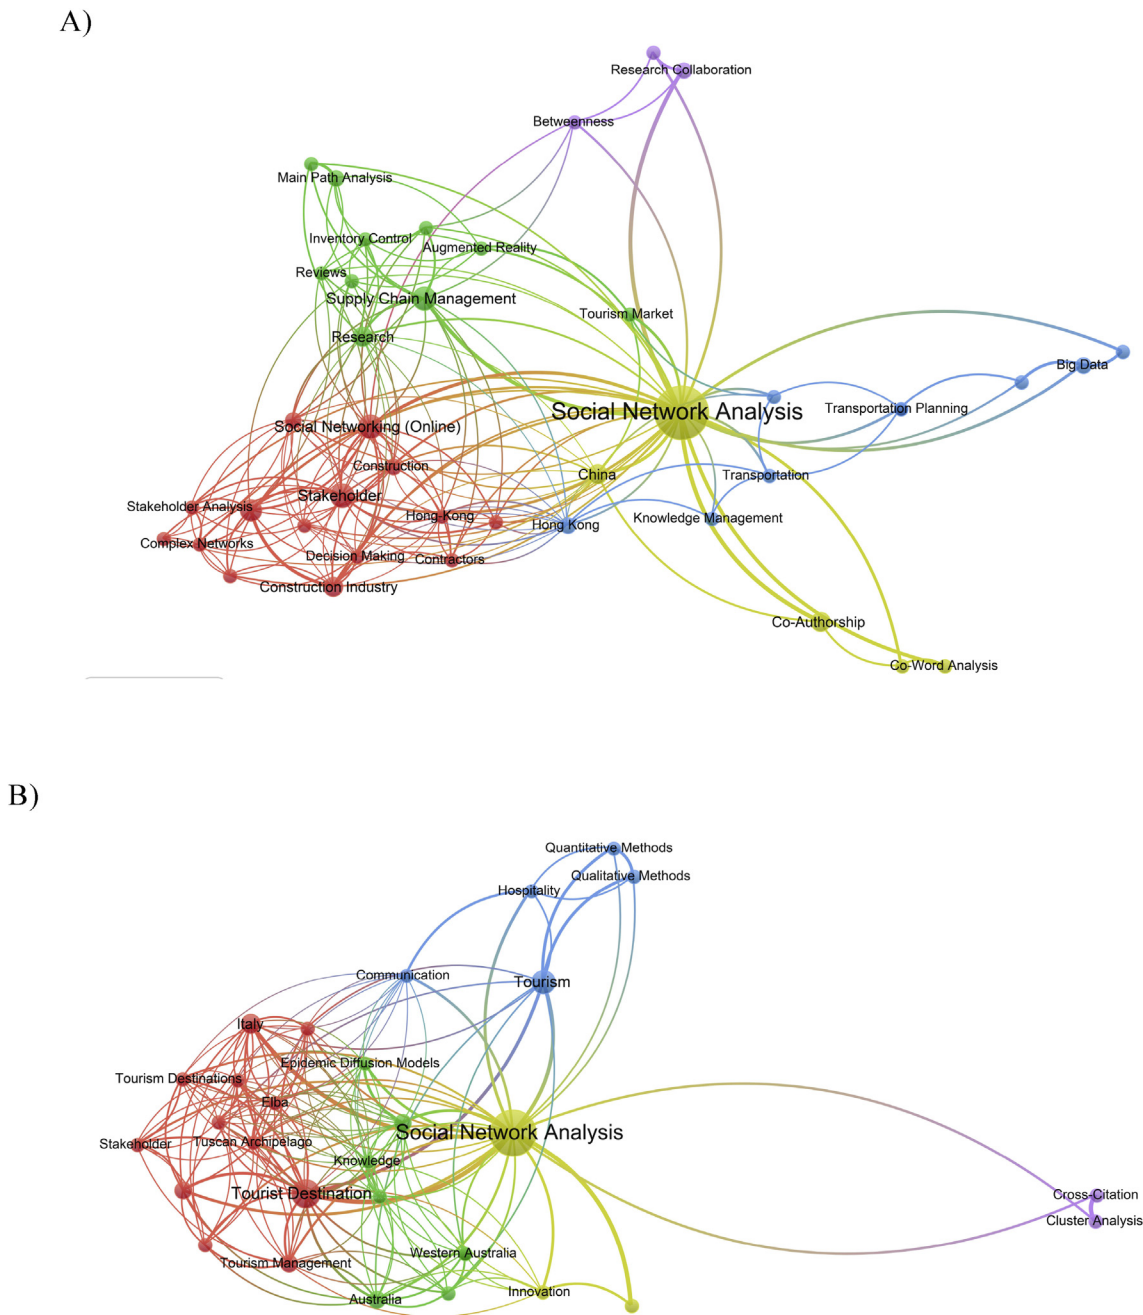 A)
Research Collaboration
Betweenness
Main Path Analysis
Inventory Control
Augmented Reality
Reviews
Supply Chain Management
Tourism Market
Research
Big Data
Social Network Analysis
Transportation Planning
Social Networking (Online)
Construction
China
Transportation
Stakeholder
Stakeholder Analysis
Hong-Kong
Hong Kong
Knowledge Management
Complex Networks
Decision Making
Contractors
Construction Industry
Co-Authorship
Co-Word Analysis
B)
Quantitative Methods
Qualitative Methods
Hospitality
Communication
Tourism
Italy
Epidemic Diffusion Models
Tourism Destinations
Elba
Social Network Analysis
Stakeholder
Tuscan Archipelago
Knowledge
Tourist Destination
Cross-Citation
Cluster Analysis
Western Australia
Tourism Management
Innovation
Australia